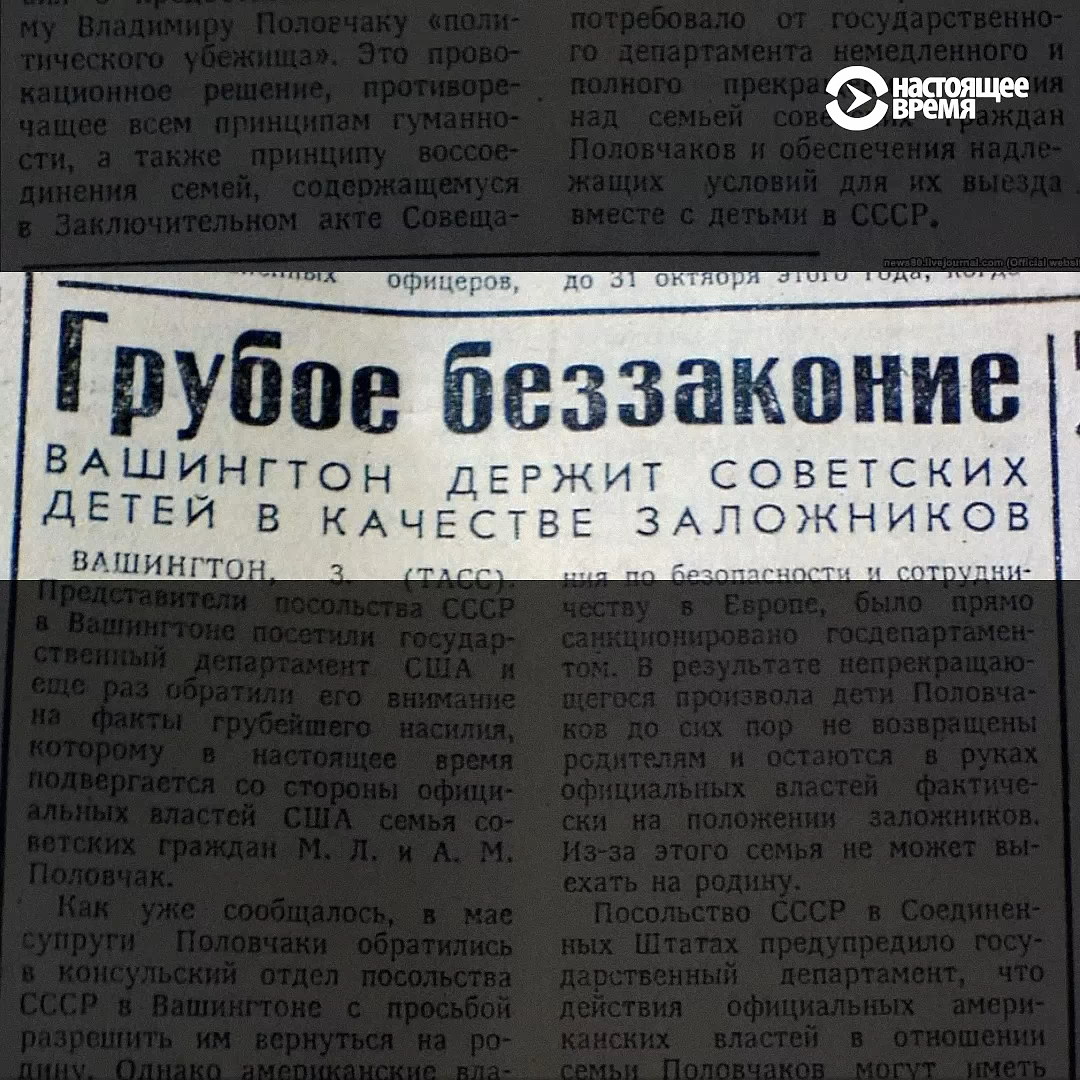 му Владимиру Половчаку «поли-
тического убежища». Это прово-
кационное решение, противоре-
чащее всем принципам гуманно-
сти, а также принципу воссое-
динения семей, содержащемуся
в Заключительном акте Совеща-
потребовало от государственно-
го департамента немедленного и
полного
над семьей граждан
Половчаков и обеспечения надле-
жащих условий для их выезда
вместе с детьми в СССР.
НАСТОЯЩЕЕ
ВРЕМЯ
news80.livejournal.com (Official websi
офицеров,
до 31 октября этого года, когда
Грубое беззаконие
ВАШИНГТОН ДЕРЖИТ СОВЕТСКИХ
ДЕТЕЙ В КАЧЕСТВЕ ЗАЛОЖНИКОВ
ВАШИНГТОН, 3. (ТАСС).
Представители посольства СССР
в Вашингтоне посетили государ-
ственный департамент США и
еще раз обратили его внимание
на факты грубейшего насилия,
которому в настоящее время
подвергается со стороны офици-
альных властей США семья со-
ветских граждан М. Л. и А. М.
Половчак.
Как уже сообщалось, в мае
супруги Половчаки обратились
в консульский отдел посольства
СССР в Вашингтоне с просьбой
разрешить им вернуться на ро-
дину. Однако американские вла-
ния по безопасности и сотрудни-
честву в Европе, было прямо
санкционировано госдепартамен-
том. В результате непрекращаю-
щегося произвола дети Половча-
ков до сих пор не возвращены
родителям и остаются в руках
официальных властей фактиче-
ски на положении заложников.
Из-за этого семья не может вы-
ехать на родину.
Посольство СССР в Соединен-
ных Штатах предупредило госу-
дарственный департамент, что
действия официальных амери-
канских властей в отношении
семьи Половчаков могут иметь